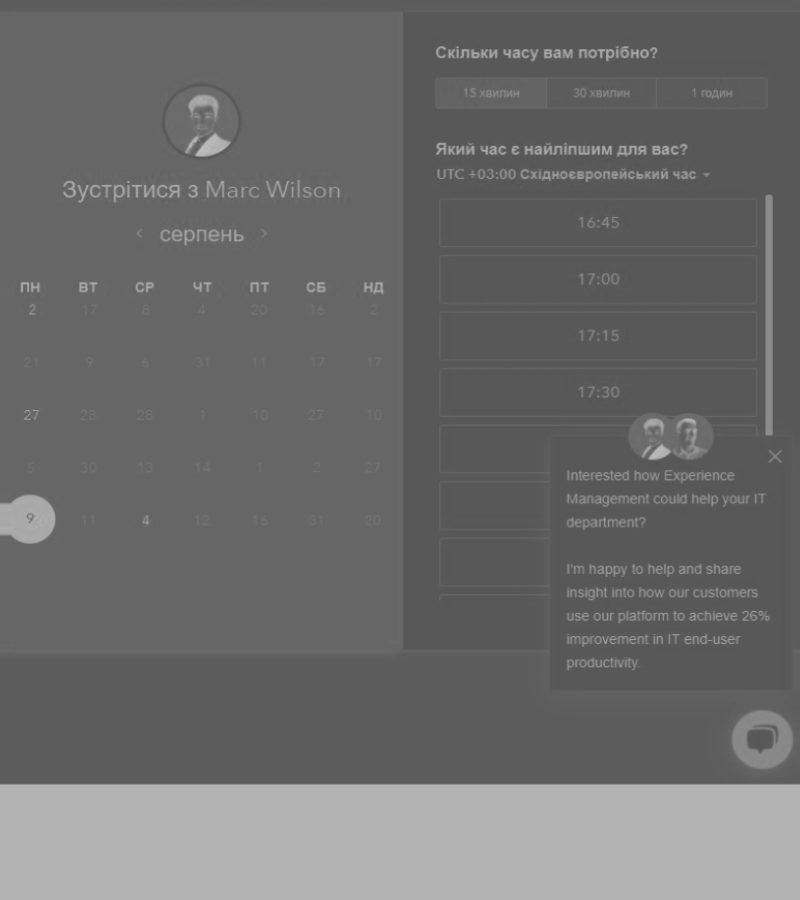 Скільки часу вам потрібно?
15 хвилин 30 хвилин 1 годин
Який час є найліпшим для вас?
UTC +03:00 Східноєвропейський час
16:45
17:00
17:15
17:30
Зустрітися з Marc Wilson
серпень
ПН ВТ СР ЧТ ПТ СБ НД
2 17 8 4 20 16 2
21 9 6 31 11 17 17
27 28 28 1 10 27 10
5 30 13 14 1 2 27
9 11 4 12 16 31 20
Interested how Experience
Management could help your IT
department?
I'm happy to help and share
insight into how our customers
use our platform to achieve 26%
improvement in IT end-user
productivity.